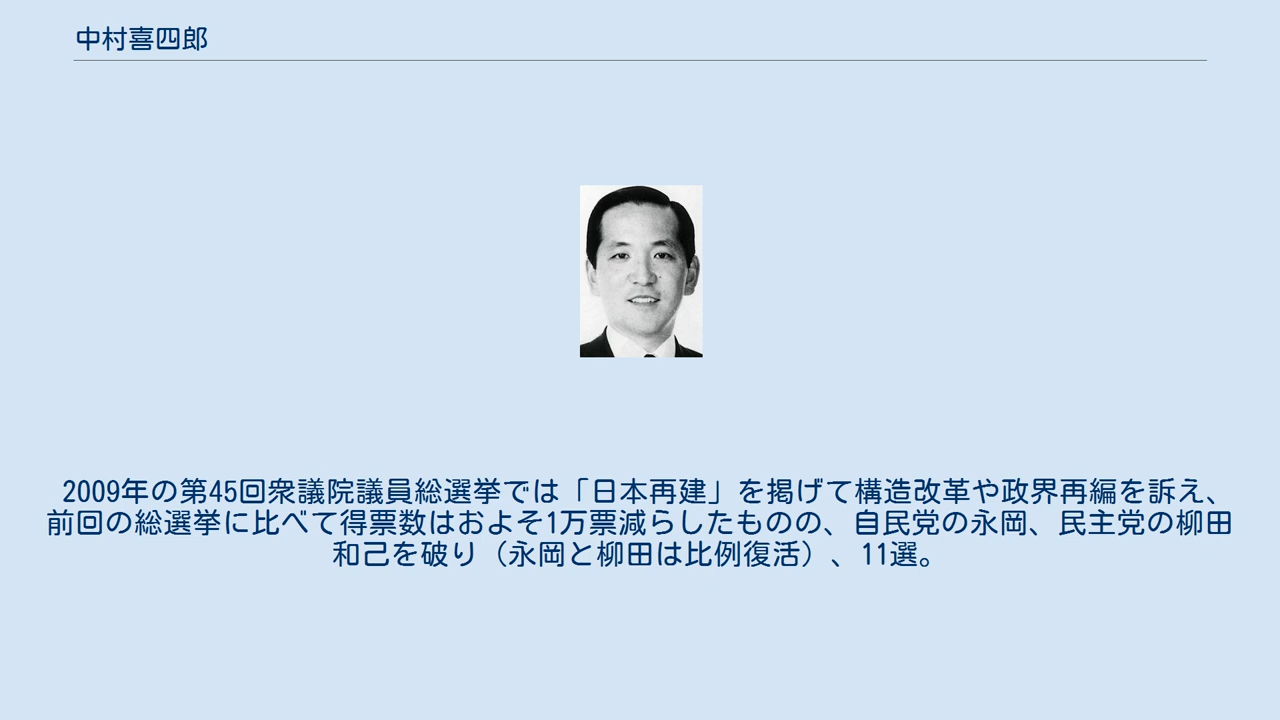 中村喜四郎
2009年の第45回衆議院議員総選挙では「日本再建」を掲げて構造改革や政界再編を訴え、
前回の総選挙に比べて得票数はおよそ1万票減らしたものの、自民党の永岡、民主党の柳田
和己を破り（永岡と柳田は比例復活）、11選。